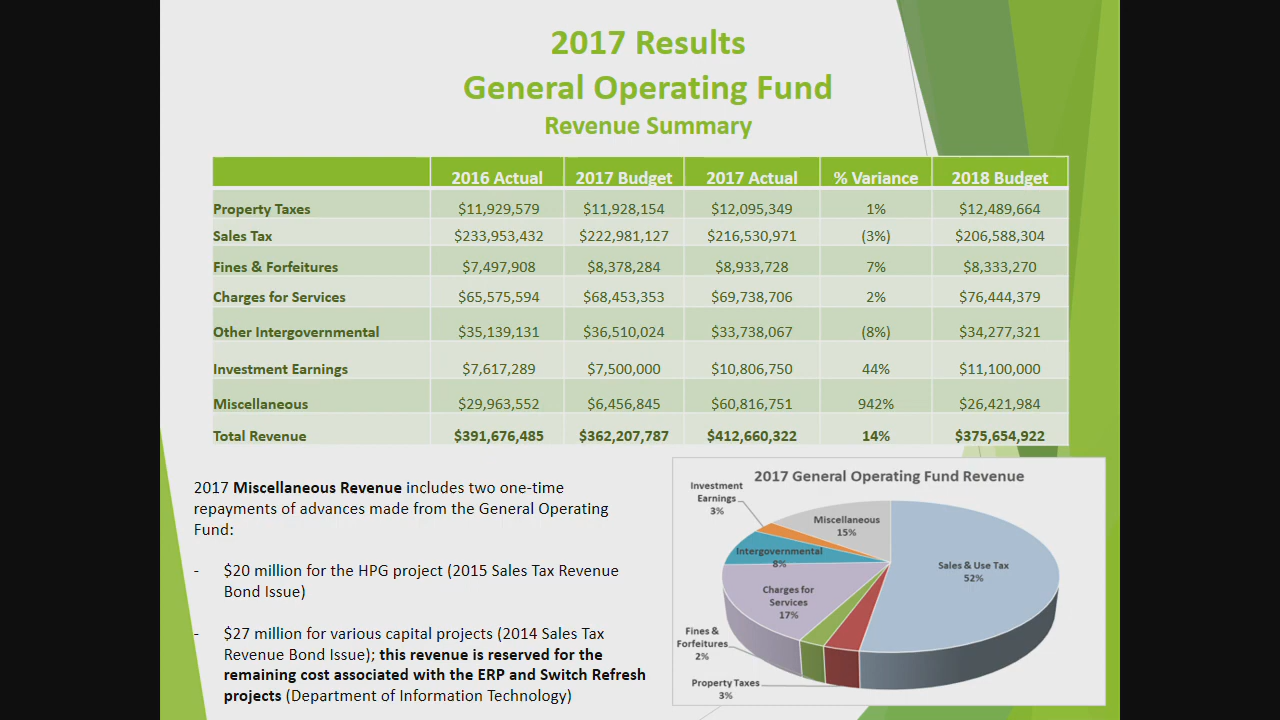 2017 Results
General Operating Fund
Revenue Summary
2016 Actual 2017 Budget 2017 Actual % Variance 2018 Budget
Property Taxes $11,929,579 $11,928,154 $12,095,349 1% $12,489,664
Sales Tax $233,953,432 $222,981,127 $216,530,971 (3%) $206,588,304
Fines & Forfeitures $7,497,908 $8,378,284 $8,933,728 7% $8,333,270
Charges for Services $65,575,594 $68,453,353 $69,738,706 2% $76,444,379
Other Intergovernmental $35,139,131 $36,510,024 $33,738,067 (8%) $34,277,321
Investment Earnings $7,617,289 $7,500,000 $10,806,750 44% $11,100,000
Miscellaneous $29,963,552 $6,456,845 $60,816,751 942% $26,421,984
Total Revenue $391,676,485 $362,207,787 $412,660,322 14% $375,654,922
2017 Miscellaneous Revenue includes two one-time
repayments of advances made from the General Operating
Fund:
- $20 million for the HPG project (2015 Sales Tax Revenue
Bond Issue)
- $27 million for various capital projects (2014 Sales Tax
Revenue Bond Issue); this revenue is reserved for the
remaining cost associated with the ERP and Switch Refresh
projects (Department of Information Technology)
2017 General Operating Fund Revenue
Investment
Earnings
3%
Miscellaneous
15%
Intergovernmental
8%
Sales & Use Tax
52%
Charges for
Services
17%
Fines &
Forfeitures
2%
Property Taxes
3%